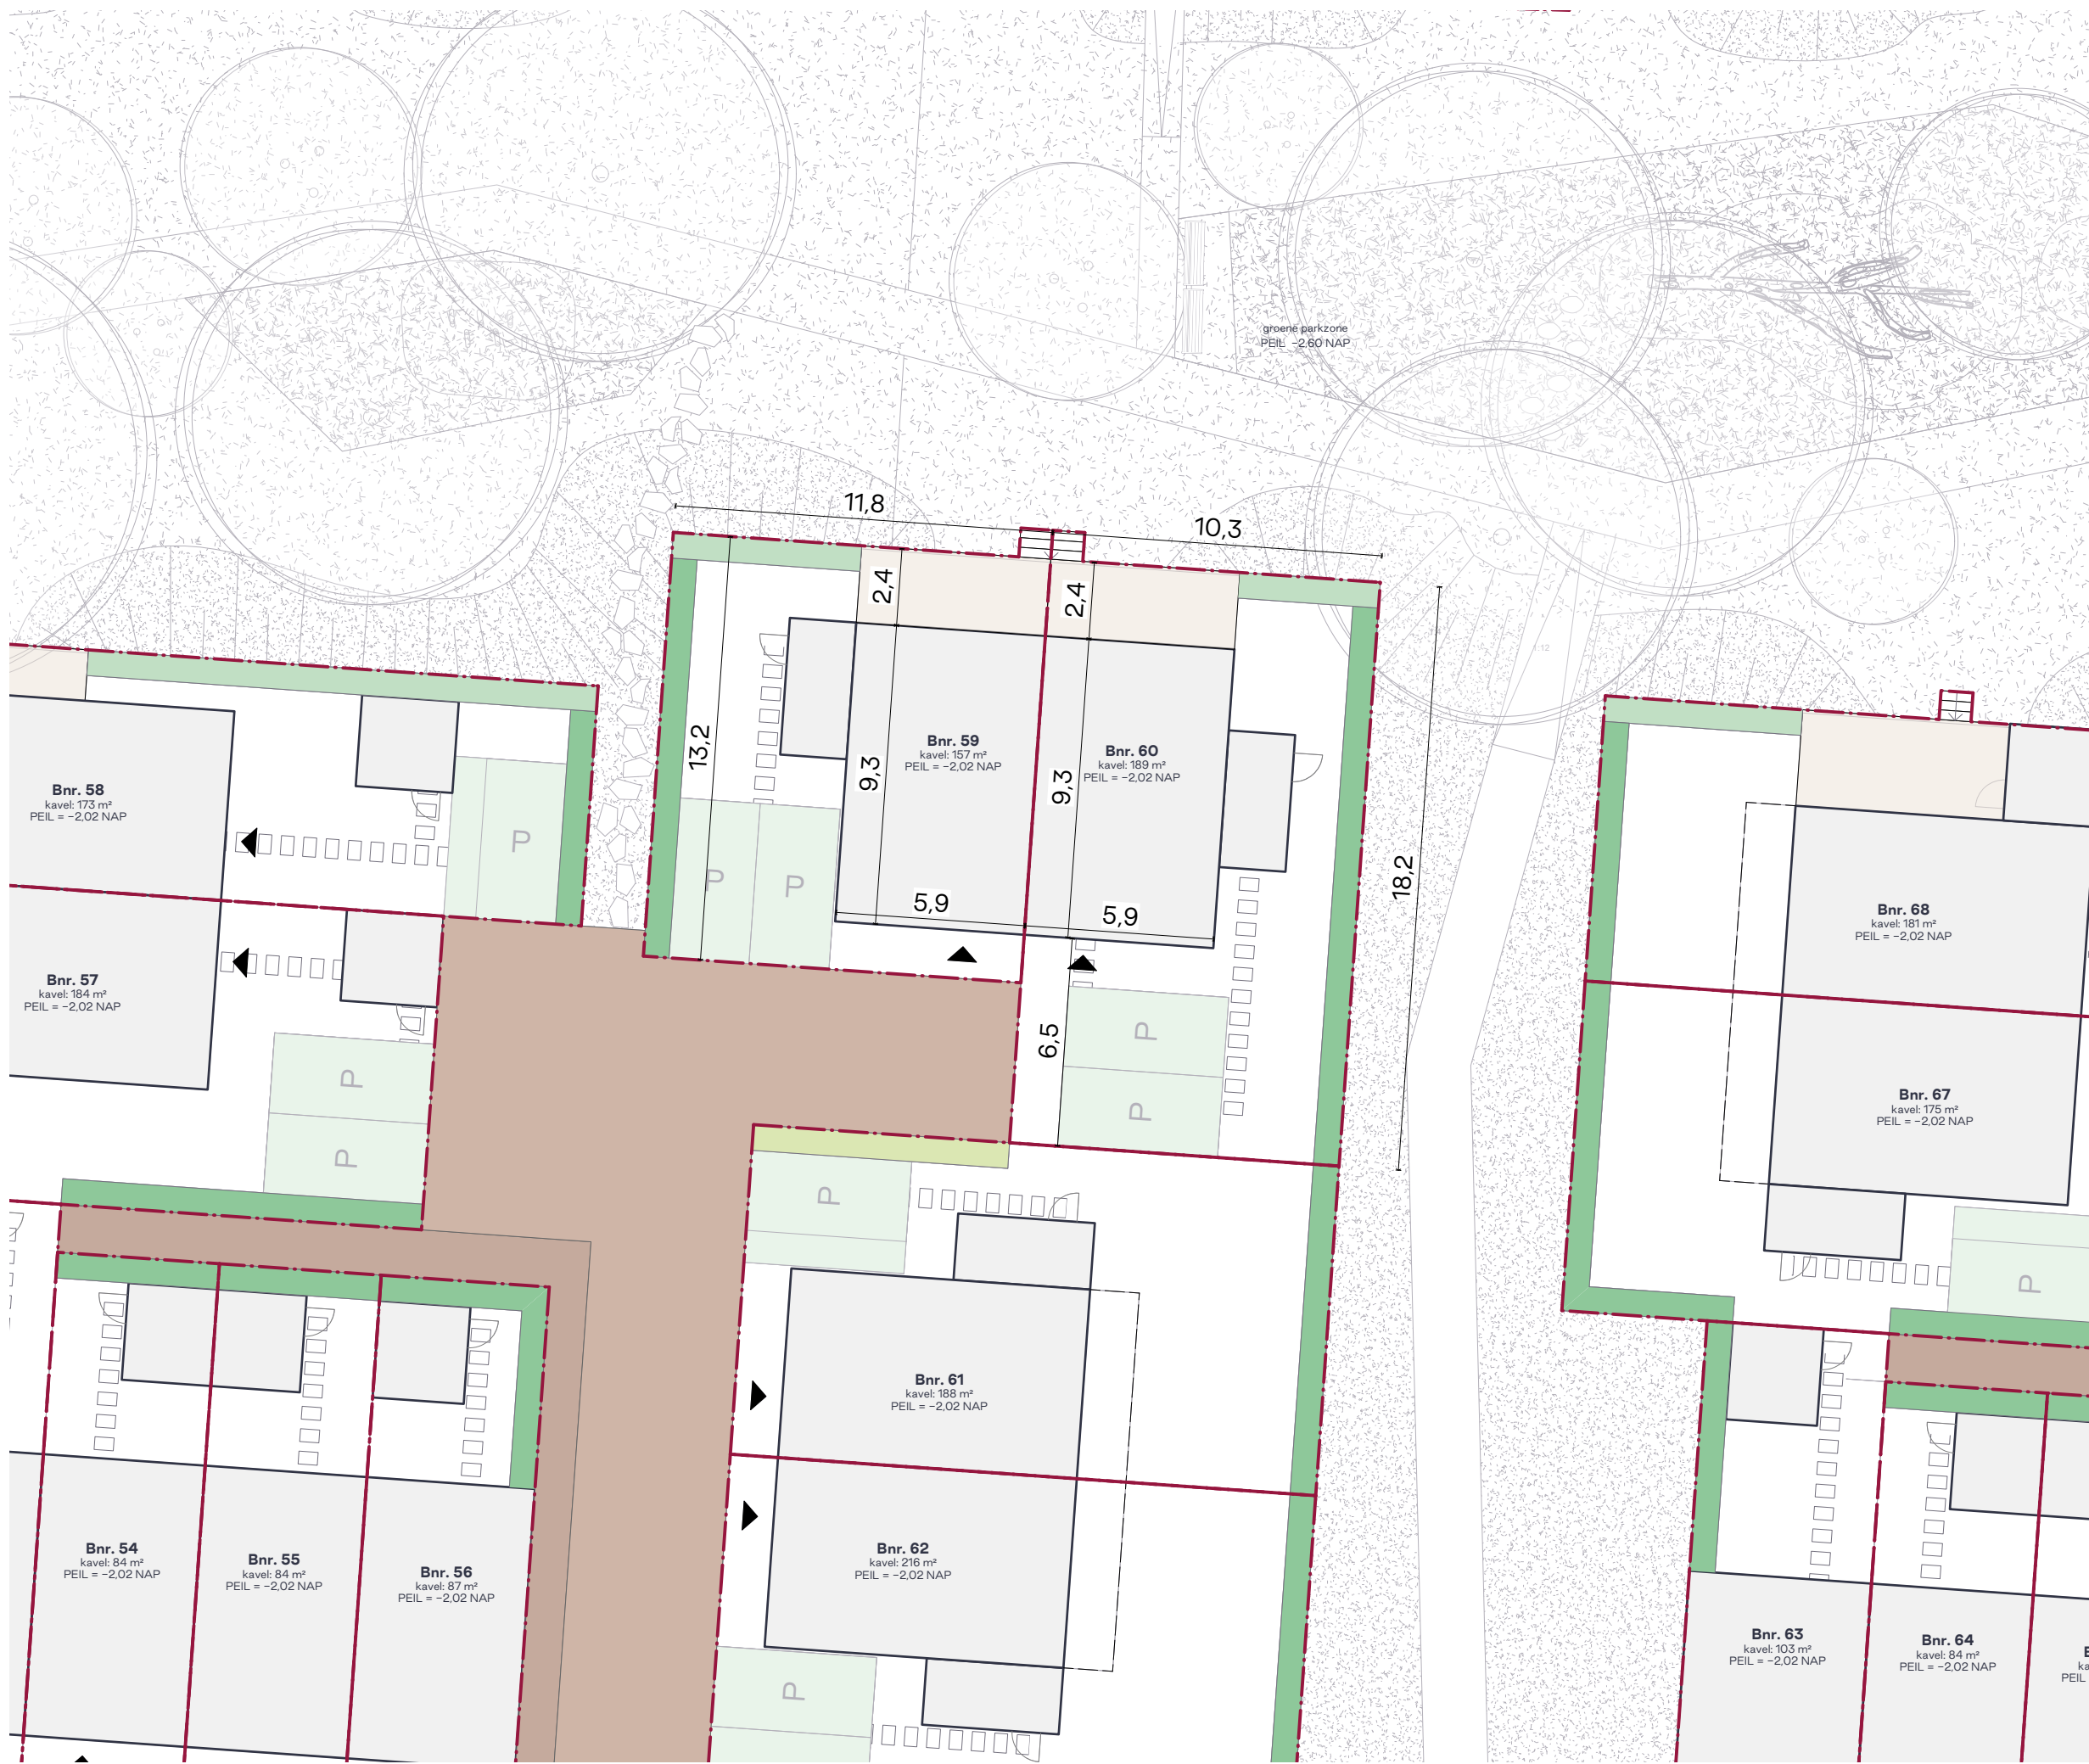 groene parkzone
PEIL -2.60 NAP
1:12
11,8
10,3
2,4
2,4
13,2
9,3
9,3
18,2
5,9
5,9
6,5
Bnr. 59
kavel: 157 m²
PEIL = -2,02 NAP
Bnr. 60
kavel: 189 m²
PEIL = -2,02 NAP
Bnr. 58
kavel: 173 m²
PEIL = -2,02 NAP
P
P
P
Bnr. 57
kavel: 184 m²
PEIL = -2,02 NAP
P
P
P
P
Bnr. 68
kavel: 181 m²
PEIL = -2,02 NAP
Bnr. 67
kavel: 175 m²
PEIL = -2,02 NAP
P
P
Bnr. 61
kavel: 188 m²
PEIL = -2,02 NAP
Bnr. 62
kavel: 216 m²
PEIL = -2,02 NAP
P
Bnr. 54
kavel: 84 m²
PEIL = -2,02 NAP
Bnr. 55
kavel: 84 m²
PEIL = -2,02 NAP
Bnr. 56
kavel: 87 m²
PEIL = -2,02 NAP
Bnr. 63
kavel: 103 m²
PEIL = -2,02 NAP
Bnr. 64
kavel: 84 m²
PEIL = -2,02 NAP
ka
PEIL